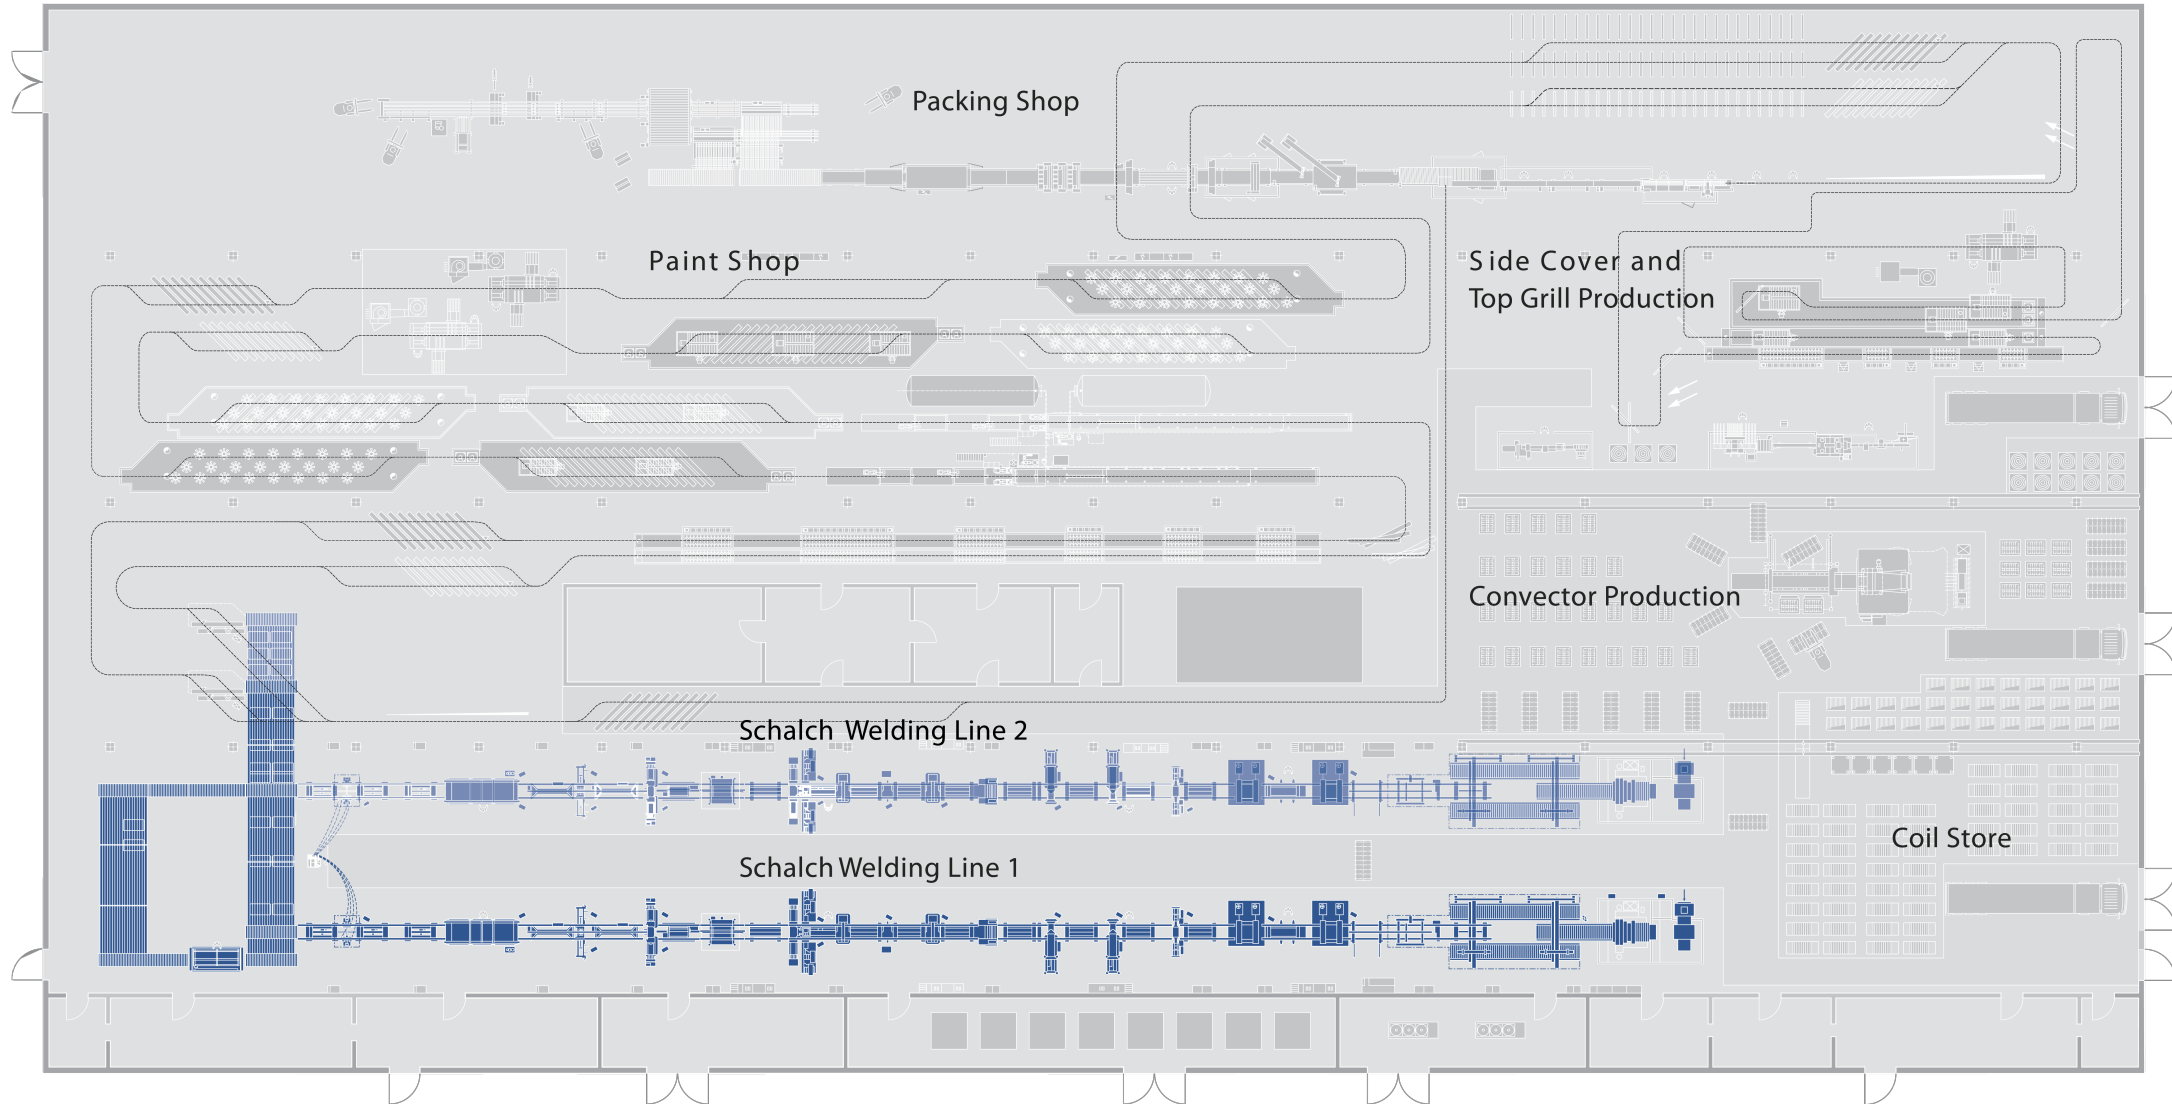 Packing Shop
Paint Shop
Side Cover and
Top Grill Production
Convector Production
Schalch Welding Line 2
Coil Store
Schalch Welding Line 1